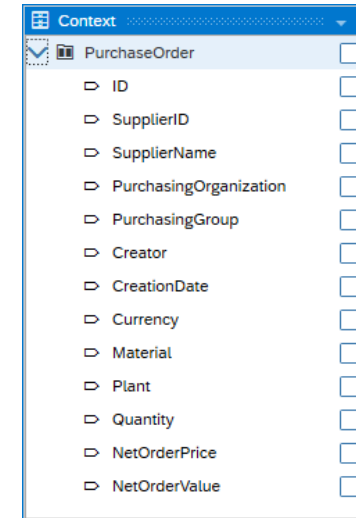 Context
PurchaseOrder
ID
SupplierID
SupplierName
PurchasingOrganization
PurchasingGroup
Creator
CreationDate
Currency
Material
Plant
Quantity
NetOrderPrice
NetOrderValue